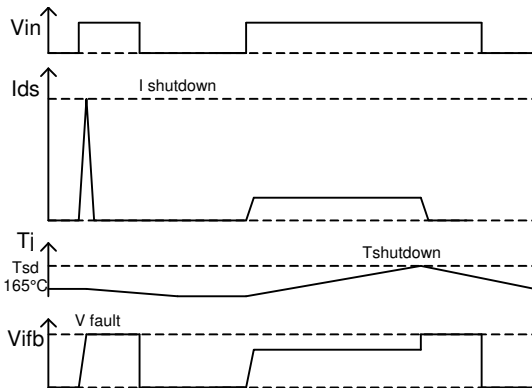 Vin
Ids
I shutdown
Tj
Tsd
165°C
Tshutdown
V fault
Vifb